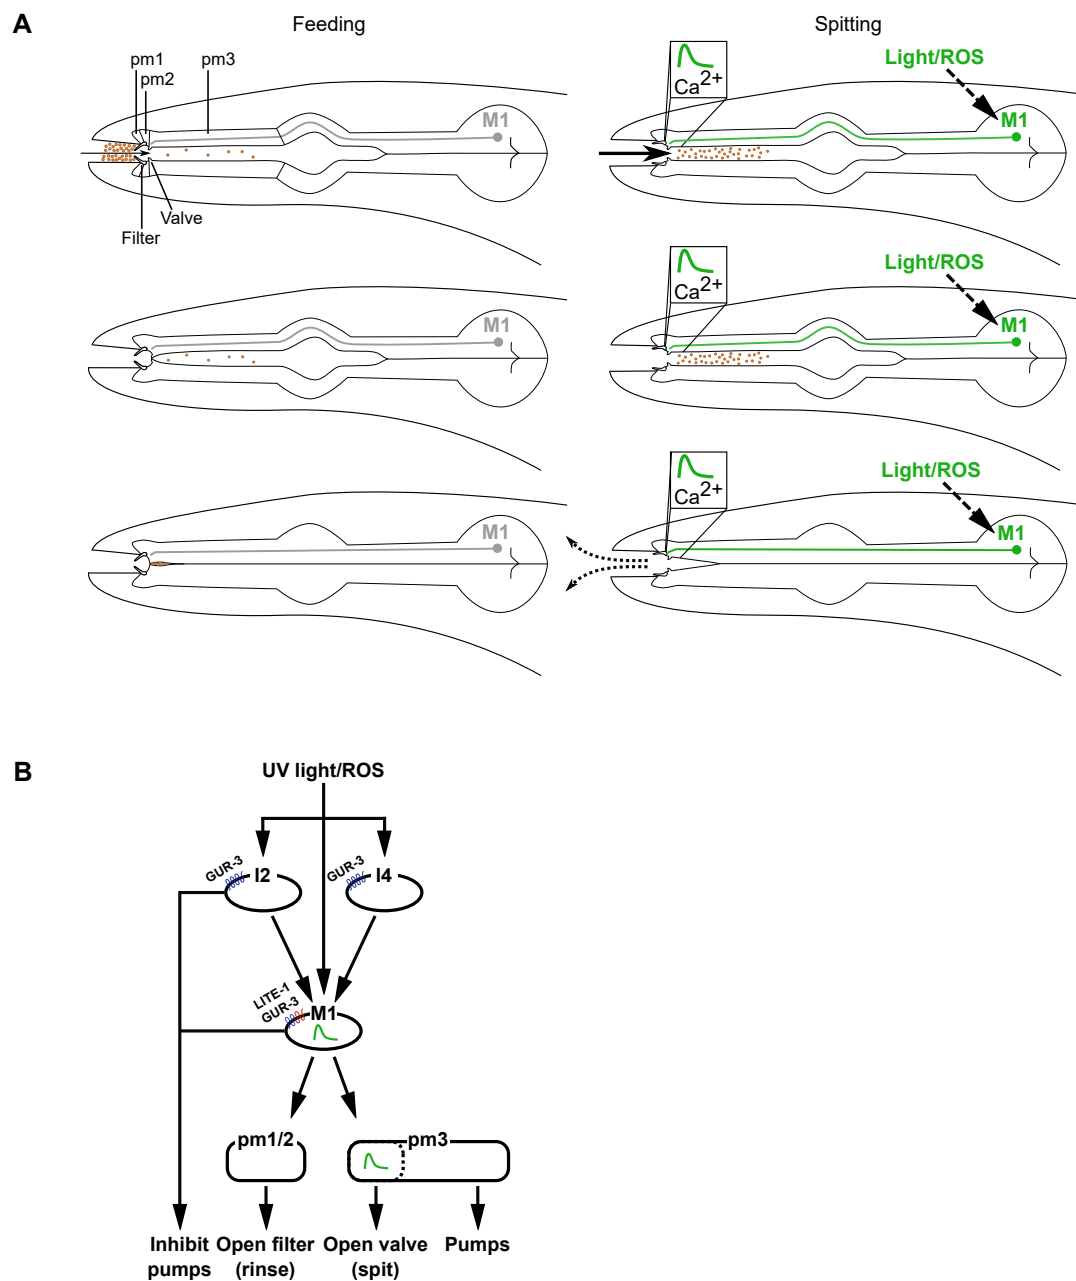 A
Feeding
Spitting
pm1
pm2
pm3
M1
Valve
Filter
Ca2+
Light/ROS
M1
M1
Ca2+
Light/ROS
M1
M1
Ca2+
Light/ROS
M1
B
UV light/ROS
GUR-3
I2
GUR-3
I4
LITE-1
GUR-3
M1
pm1/2
pm3
Inhibit pumps
Open filter (rinse)
Open valve (spit)
Pumps